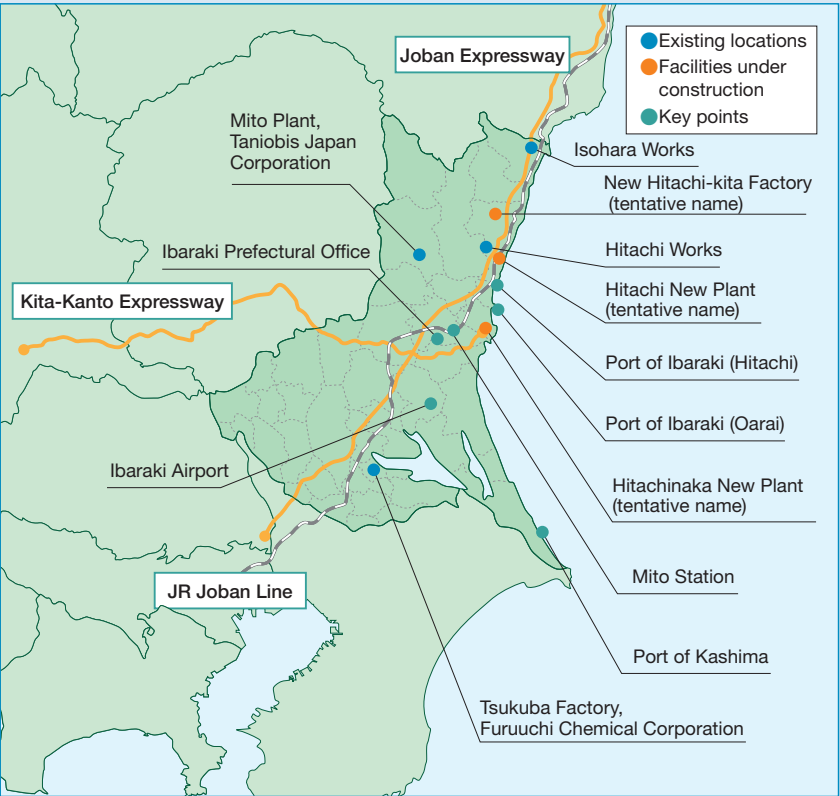 Joban Expressway
Existing locations
Facilities under
construction
Key points
Mito Plant,
Taniobis Japan
Corporation
Isohara Works
New Hitachi-kita Factory
(tentative name)
Ibaraki Prefectural Office
Hitachi Works
Kita-Kanto Expressway
Hitachi New Plant
(tentative name)
Port of Ibaraki (Hitachi)
Port of Ibaraki (Oarai)
Ibaraki Airport
Hitachinaka New Plant
(tentative name)
JR Joban Line
Mito Station
Port of Kashima
Tsukuba Factory,
Furuuchi Chemical Corporation